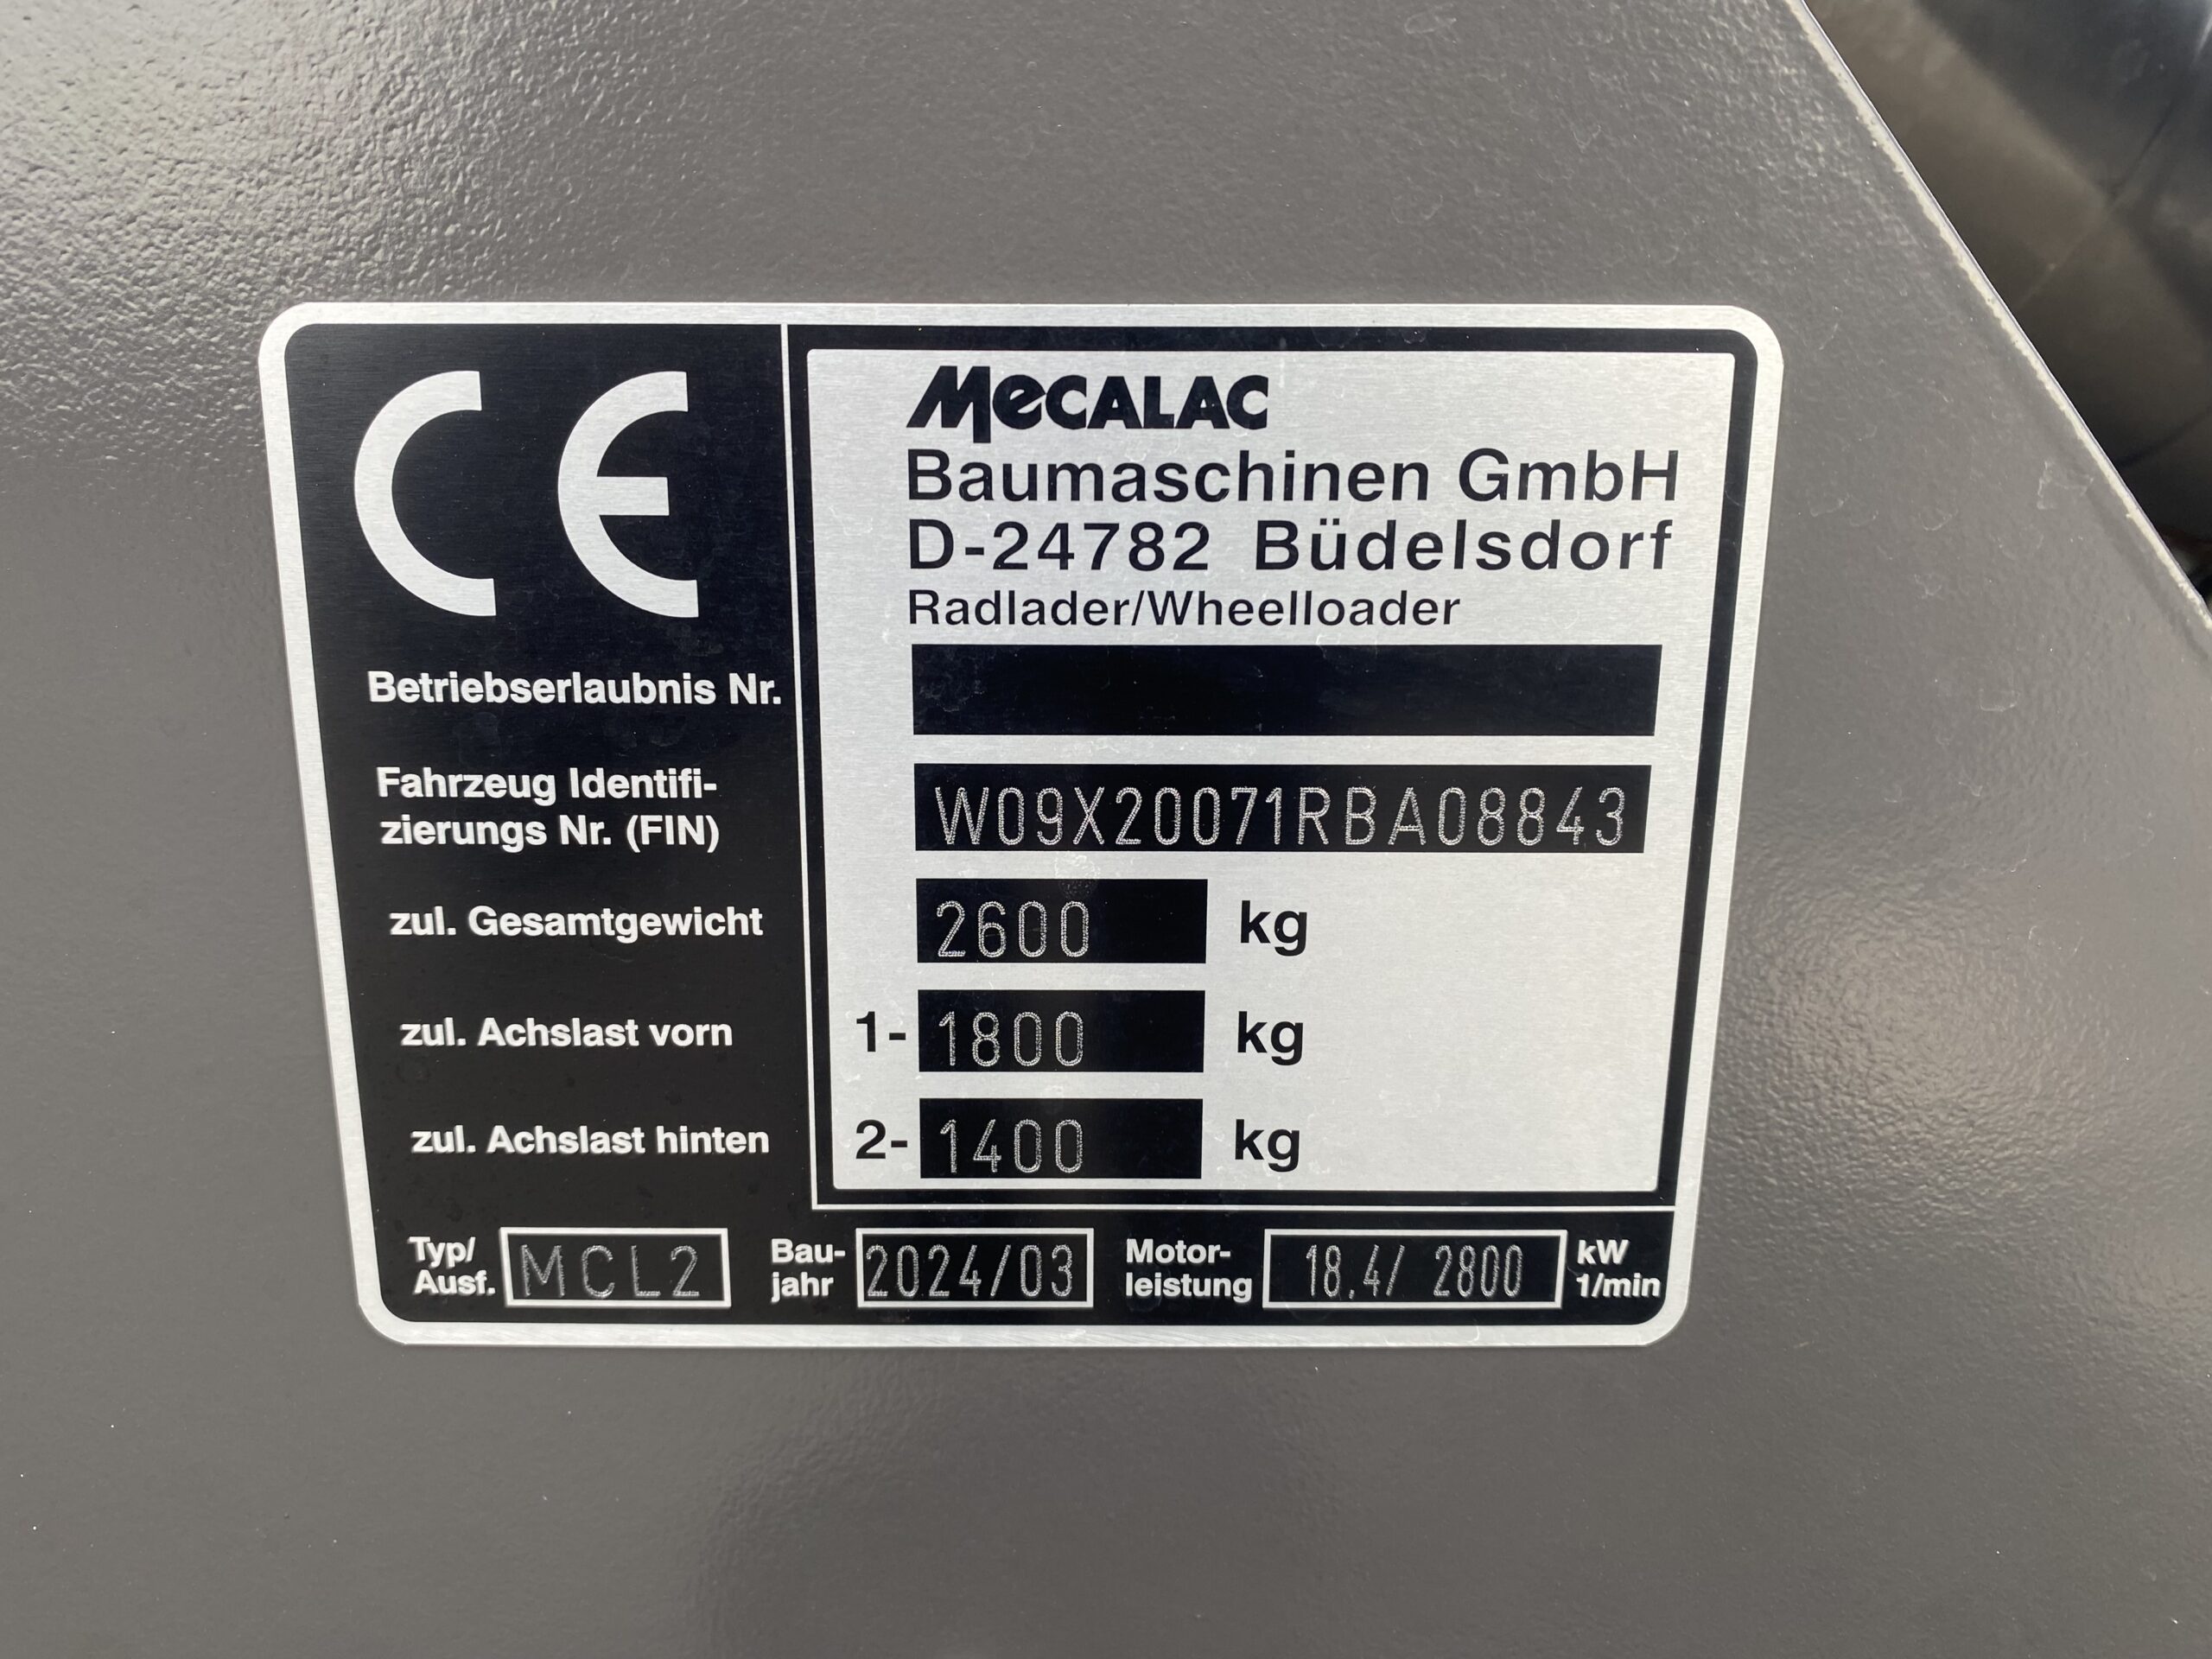 CE
MECALAC
Baumaschinen GmbH
D-24782 Büdelsdorf
Radlader/Wheelloader
Betriebserlaubnis Nr.
Fahrzeug Identifi-
zierungs Nr. (FIN)
W09X20071RBA08843
zul. Gesamtgewicht 2600 kg
zul. Achslast vorn 1- 1800 kg
zul. Achslast hinten 2- 1400 kg
Typ/
Ausf.
MCL2
Bau-
jahr
2024/03
Motor-
leistung
18.4/ 2800
kW
1/min